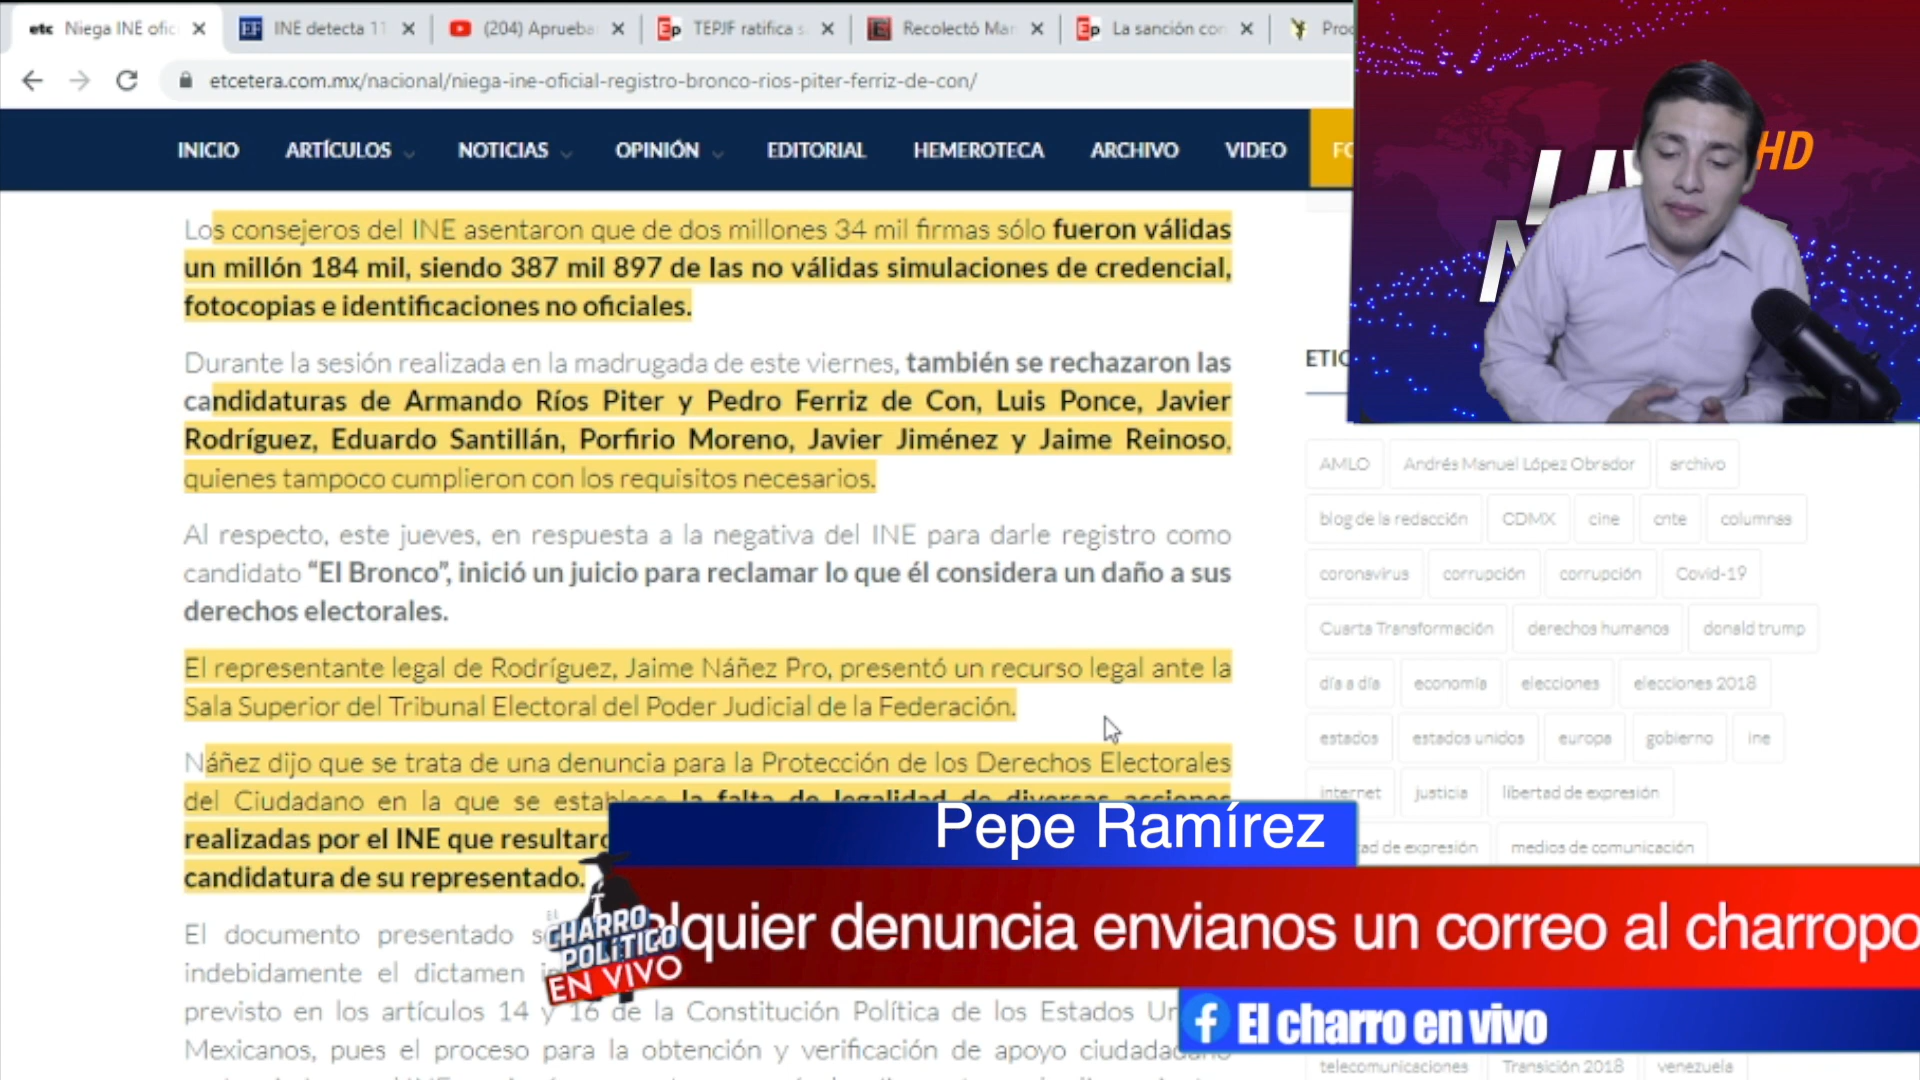 etc Niega INE ofici
INE detecta 11
(204) Aprueba
TEPJF ratifica s
Recolectó Mar
La sanción con
etcetera.com.mx/nacional/niega-ine-oficial-registro-bronco-rios-piter-ferriz-de-con/
INICIO ARTÍCULOS NOTICIAS OPINIÓN EDITORIAL HEMEROTECA ARCHIVO VIDEO
HD
Los consejeros del INE asentaron que de dos millones 34 mil firmas sólo fueron válidas
un millón 184 mil, siendo 387 mil 897 de las no válidas simulaciones de credencial,
fotocopias e identificaciones no oficiales.
Durante la sesión realizada en la madrugada de este viernes, también se rechazaron las
candidaturas de Armando Ríos Piter y Pedro Ferriz de Con, Luis Ponce, Javier
Rodríguez, Eduardo Santillán, Porfirio Moreno, Javier Jiménez y Jaime Reinoso,
quienes tampoco cumplieron con los requisitos necesarios.
Al respecto, este jueves, en respuesta a la negativa del INE para darle registro como
candidato “El Bronco”, inició un juicio para reclamar lo que él considera un daño a sus
derechos electorales.
El representante legal de Rodríguez, Jaime Náñez Pro, presentó un recurso legal ante la
Sala Superior del Tribunal Electoral del Poder Judicial de la Federación.
Náñez dijo que se trata de una denuncia para la Protección de los Derechos Electorales
del Ciudadano en la que se establece la falta de legalidad de diversas acciones
realizadas por el INE que resultaro
candidatura de su representado.
El documento presentado s
indebidamente el dictamen
previsto en los artículos 14 y 16 de la Constitución Política de los Estados Un
Mexicanos, pues el proceso para la obtención y verificación de apoyo ciudadano
ETIQ
AMLO Andrés Manuel López Obrador archivo
blog de la redacción CDMX cine cnte columnas
coronavirus corrupción corrupción Covid-19
Cuarta Transformación derechos humanos donald trump
día a día economía elecciones elecciones 2018
estados estados unidos europa gobierno ine
internet justicia libertad de expresión
ad de expresión medios de comunicación
telecomunicaciones Transición 2018 venezuela
Pepe Ramírez
alquier denuncia envianos un correo al charropo
EL CHARRO
POLÍTICO
EN VIVO
El charro en vivo